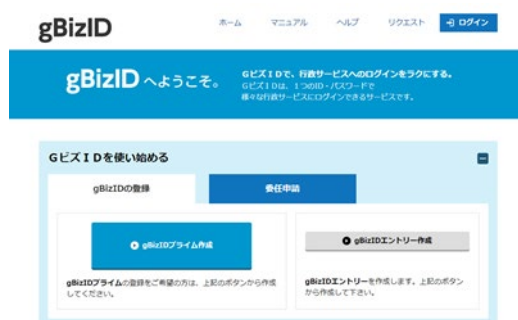 gBizID
ホーム マニュアル ヘルプ リクエスト ログイン
gBizID へようこそ。
GビズIDで、行政サービスへのログインをラクにする。
GビズIDは、1つのID・パスワードで
様々な行政サービスにログインできるサービスです。
GビズIDを使い始める
gBizIDの登録 委任申請
gBizIDプライム作成
gBizIDプライムの登録をご希望の方は、上記のボタンから作成
してください。
gBizIDエントリー作成
gBizIDエントリーを作成します。上記のボタン
から作成して下さい。